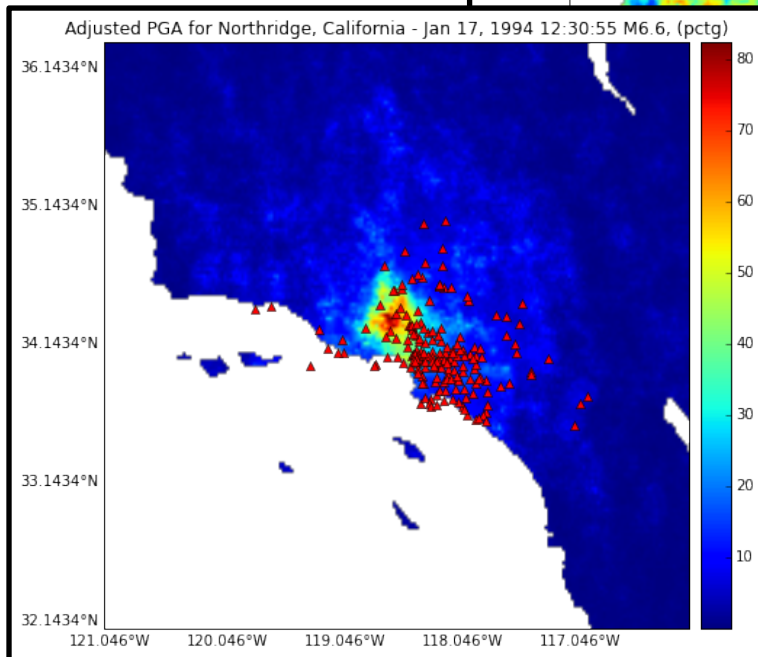 Adjusted PGA for Northridge, California - Jan 17, 1994 12:30:55 M6.6, (pctg)
36.1434°N
35.1434°N
34.1434°N
33.1434°N
32.1434°N
121.046°W 120.046°W 119.046°W 118.046°W 117.046°W
80
70
60
50
40
30
20
10